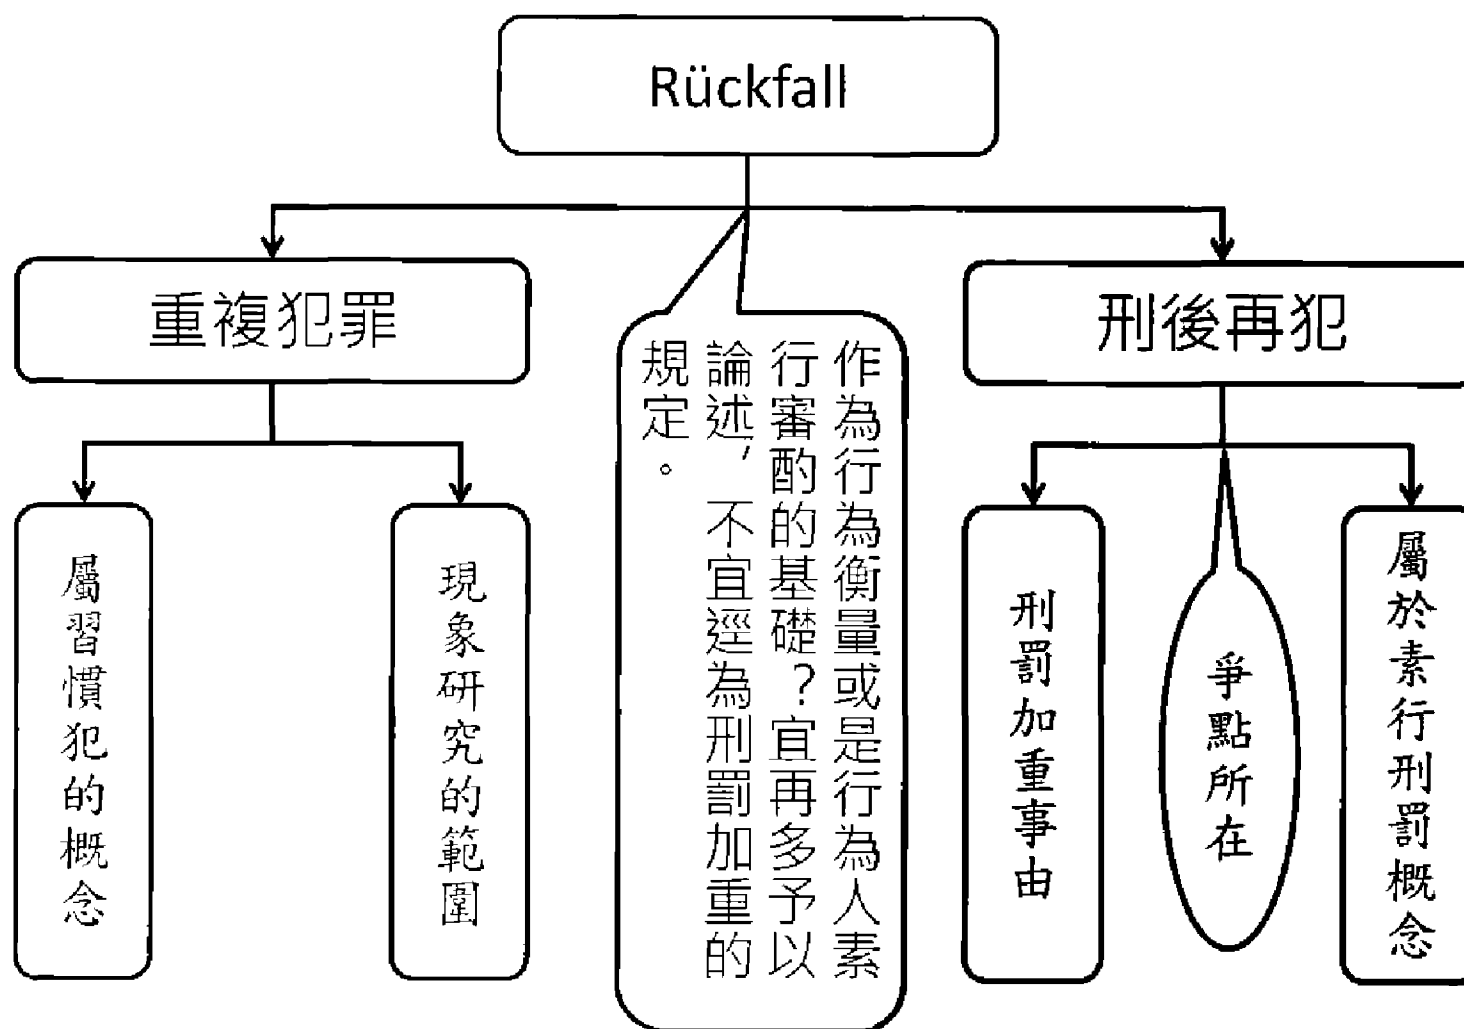 Rückfall
重複犯罪
刑後再犯
作為行為衡量或是行為人素
行審酌的基礎？宜再多予以
論述，不宜逕為刑罰加重的
規定。
屬習慣犯的概念
現象研究的範圍
刑罰加重事由
爭點所在
屬於素行刑罰概念